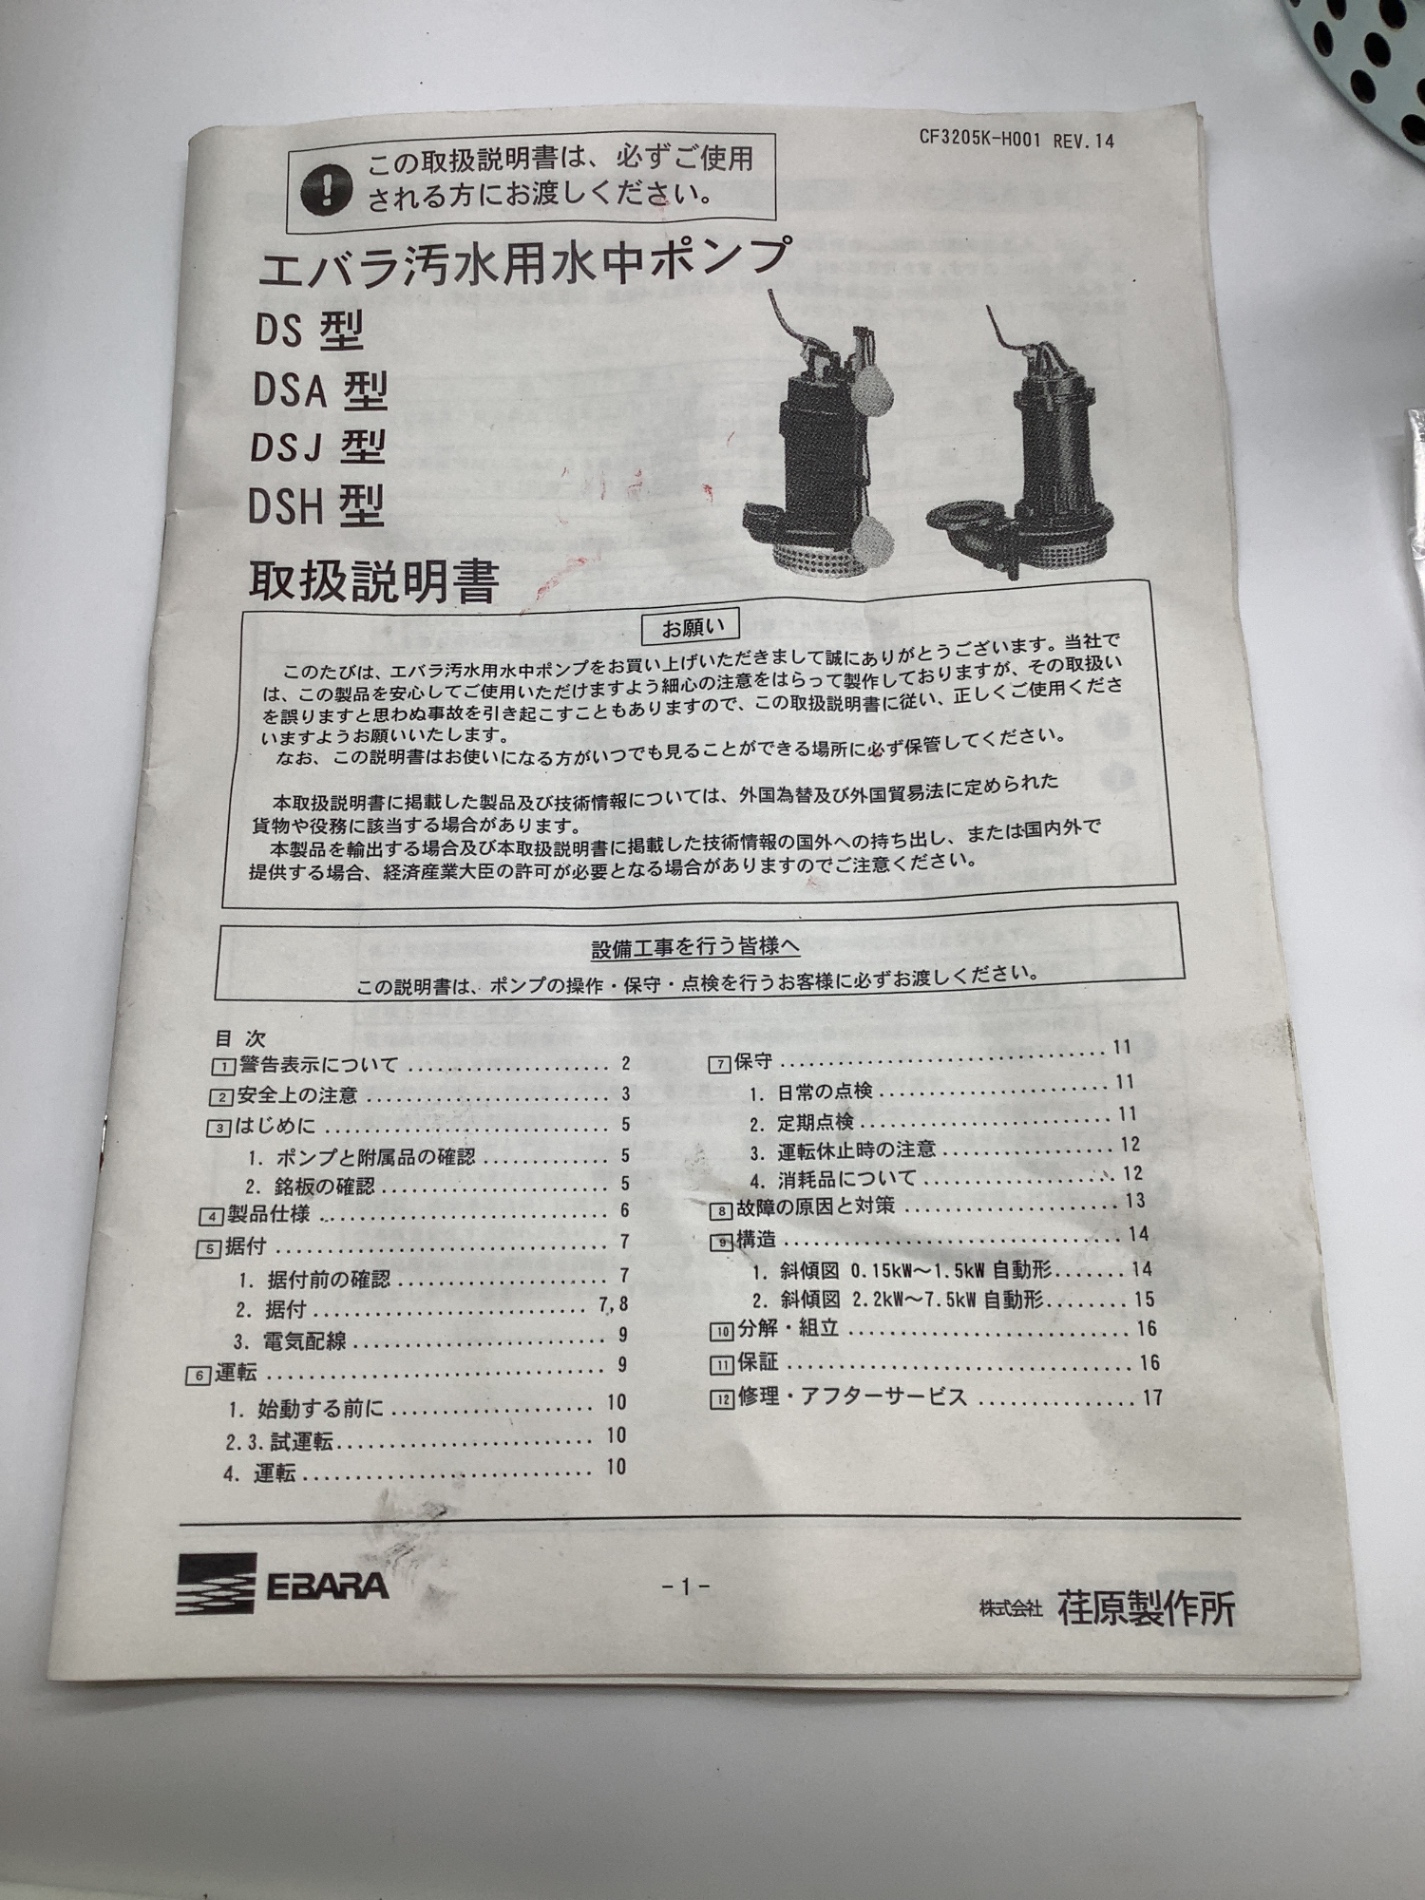 CF3205K-H001 REV.14
この取扱説明書は、必ずご使用
される方にお渡しください。
エバラ汚水用水中ポンプ
DS 型
DSA 型
DSJ 型
DSH 型
取扱説明書
お願い
このたびは、エバラ汚水用水中ポンプをお買い上げいただきまして誠にありがとうございます。当社で
は、この製品を安心してご使用いただけますよう細心の注意をはらって製作しておりますが、その取扱い
を誤りますと思わぬ事故を引き起こすこともありますので、この取扱説明書に従い、正しくご使用くださ
いますようお願いいたします。
なお、この説明書はお使いになる方がいつでも見ることができる場所に必ず保管してください。
本取扱説明書に掲載した製品及び技術情報については、外国為替及び外国貿易法に定められた
貨物や役務に該当する場合があります。
本製品を輸出する場合及び本取扱説明書に掲載した技術情報の国外への持ち出し、または国内外で
提供する場合、経済産業大臣の許可が必要となる場合がありますのでご注意ください。
設備工事を行う皆様へ
この説明書は、ポンプの操作・保守・点検を行うお客様に必ずお渡しください。
目 次
1 警告表示について ..................... 2
2 安全上の注意 ......................... 3
3 はじめに ............................. 5
1. ポンプと附属品の確認 ............. 5
2. 銘板の確認 ....................... 5
4 製品仕様 ............................. 6
5 据付 ................................. 7
1. 据付前の確認 ..................... 7
2. 据付 ........................... 7,8
3. 電気配線 ......................... 9
6 運転 ................................. 9
1. 始動する前に .................... 10
2.3. 試運転 ......................... 10
4. 運転 ............................ 10
7 保守 ................................ 11
1. 日常の点検 ...................... 11
2. 定期点検 ........................ 11
3. 運転休止時の注意 ................ 12
4. 消耗品について .................. 12
8 故障の原因と対策 .................... 13
9 構造 ................................ 14
1. 斜傾図 0.15kW～1.5kW 自動形 ....... 14
2. 斜傾図 2.2kW～7.5kW 自動形 ........ 15
10 分解・組立 ........................... 16
11 保証 ................................. 16
12 修理・アフターサービス ............... 17
EBARA
-1-
株式会社 荏原製作所